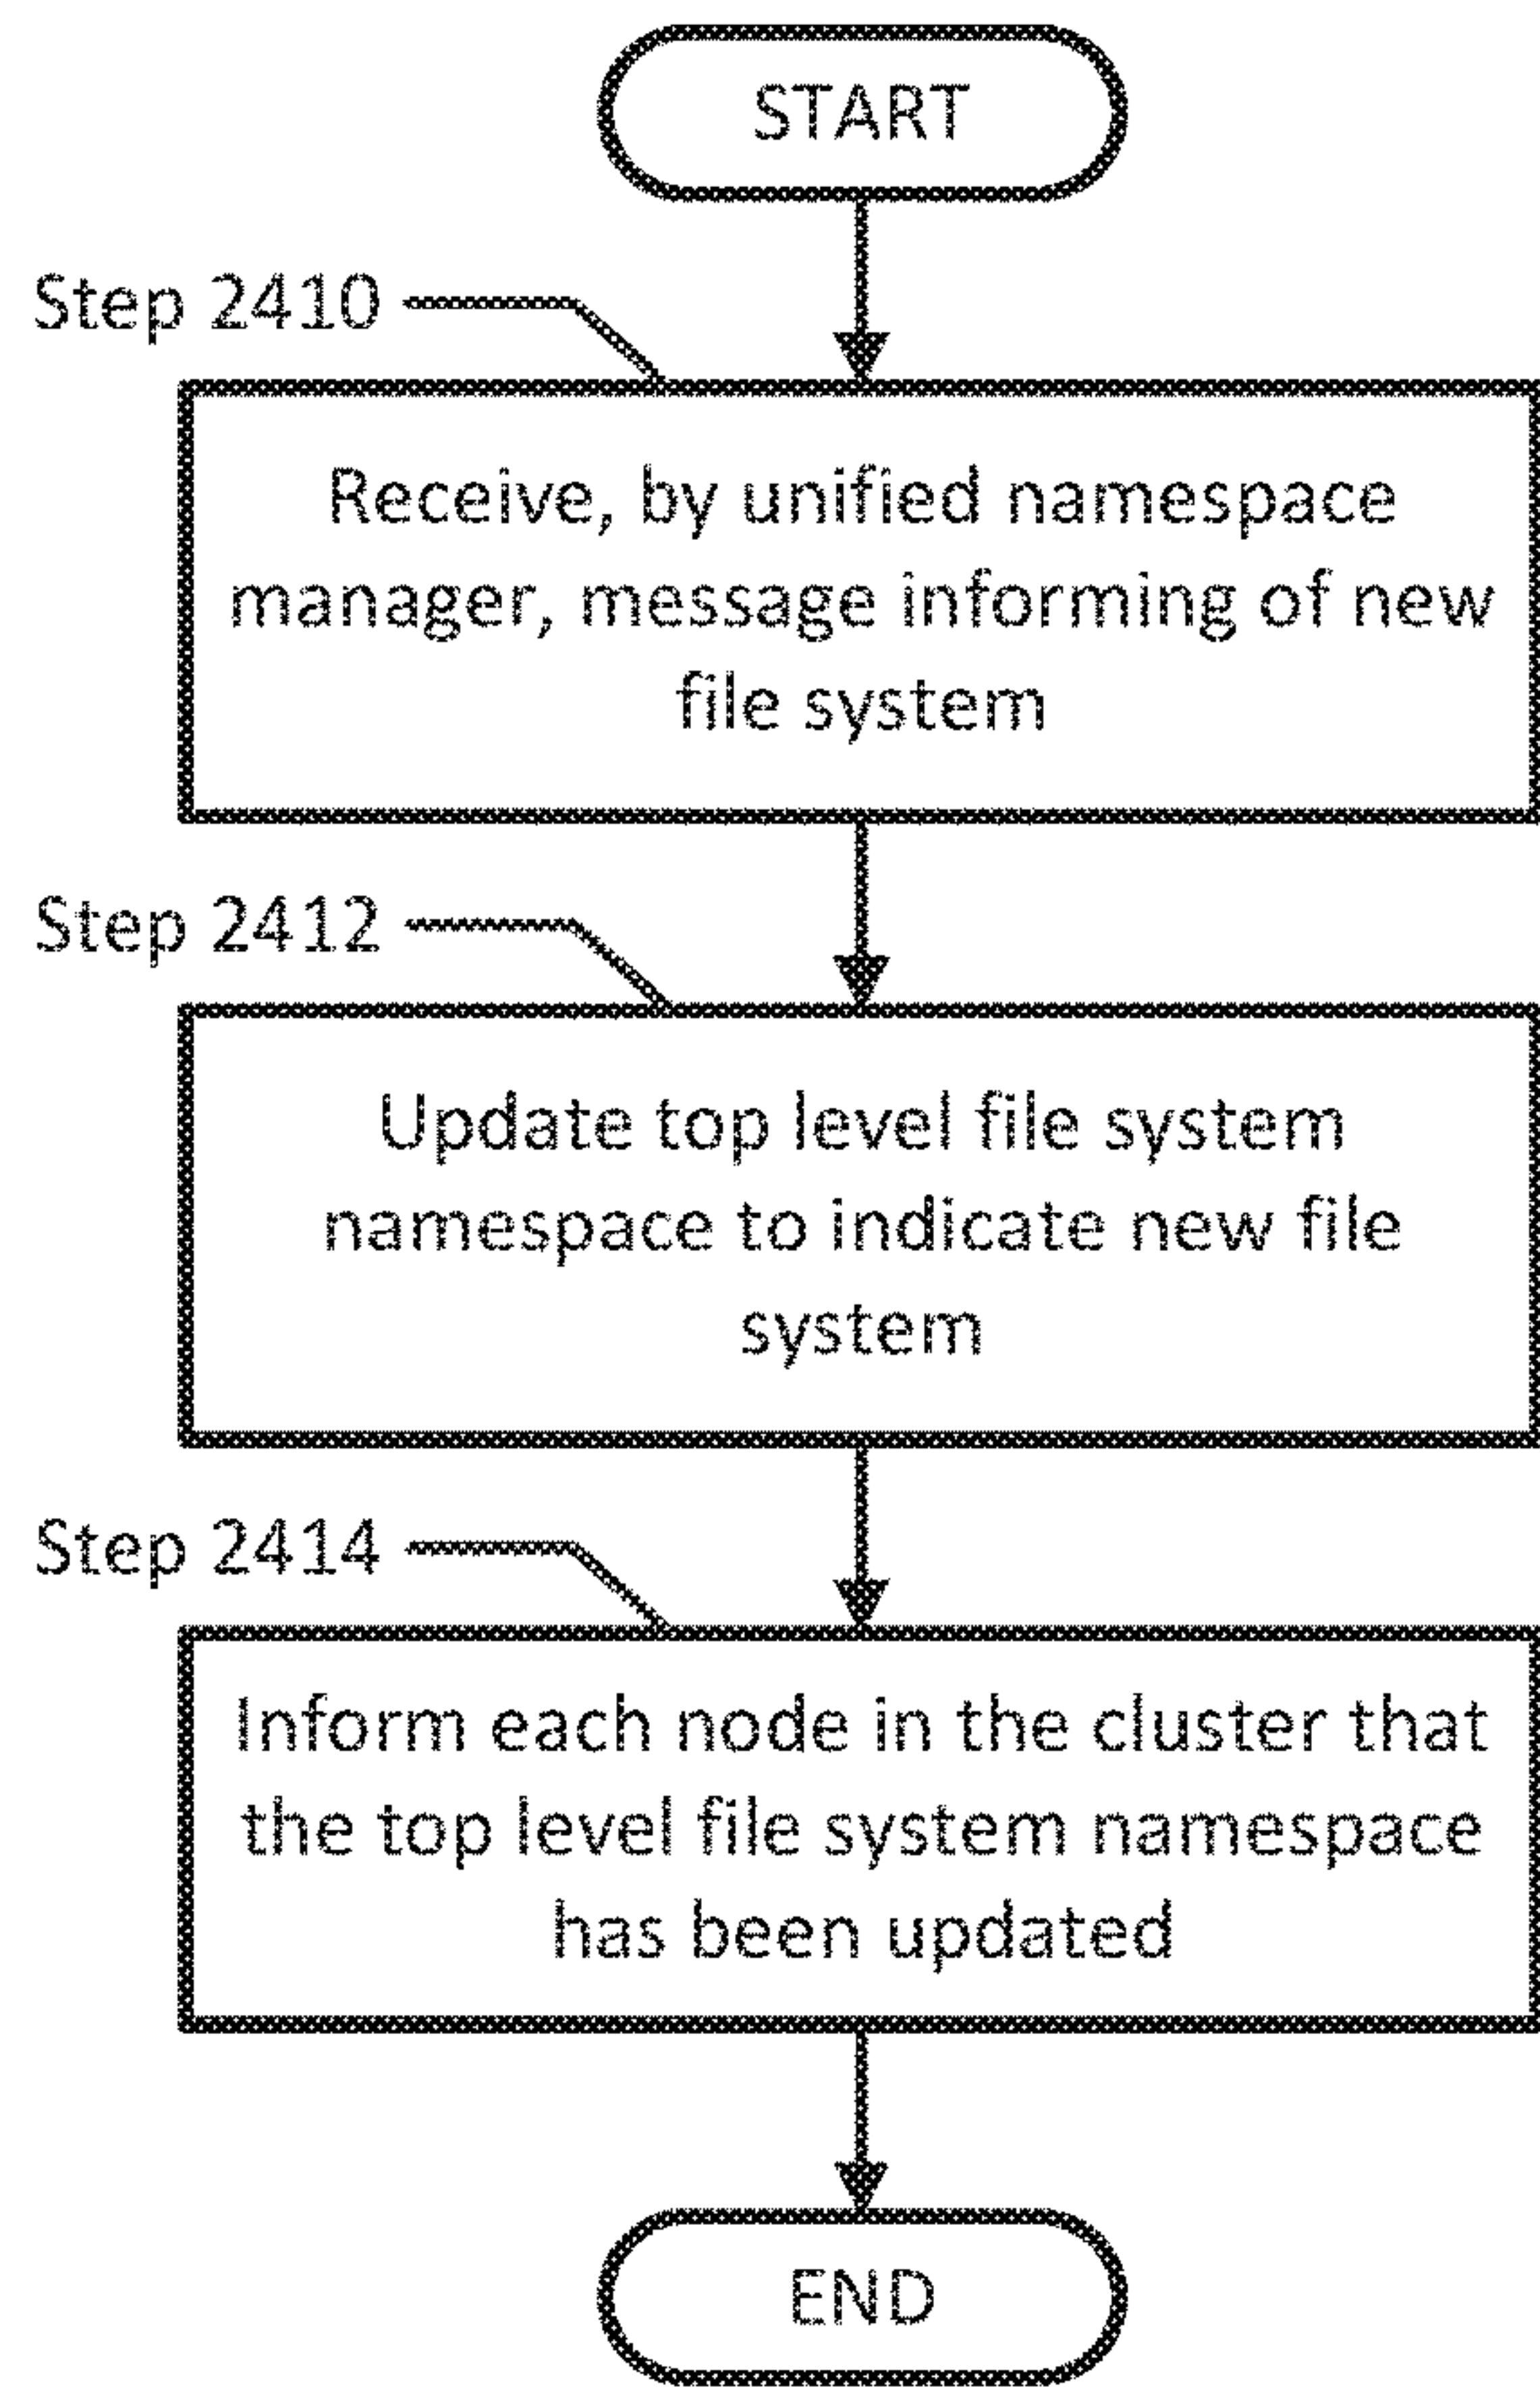 START
Step 2410
Receive, by unified namespace
manager, message informing of new
file system
Step 2412
Update top level file system
namespace to indicate new file
system
Step 2414
Inform each node in the cluster that
the top level file system namespace
has been updated
END